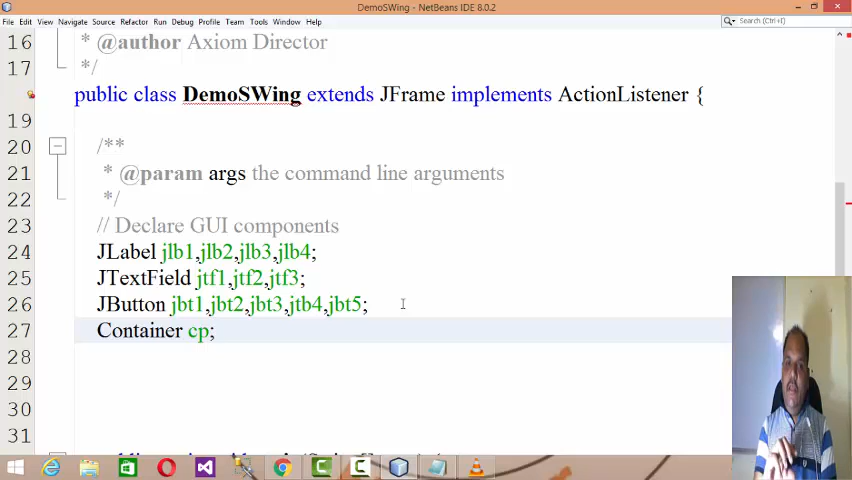 DemoSWing - NetBeans IDE 8.0.2
File Edit View Navigate Source Refactor Run Debug Profile Team Tools Window Help
Search (Ctrl+I)
16 * @author Axiom Director
17 */
public class DemoSWing extends JFrame implements ActionListener {
19
20 /**
21 * @param args the command line arguments
22 */
23 // Declare GUI components
24 JLabel jlb1,jlb2,jlb3,jlb4;
25 JTextField jtf1,jtf2,jtf3;
26 JButton jbt1,jbt2,jbt3,jtb4,jbt5;
27 Container cp;
28
29
30
31